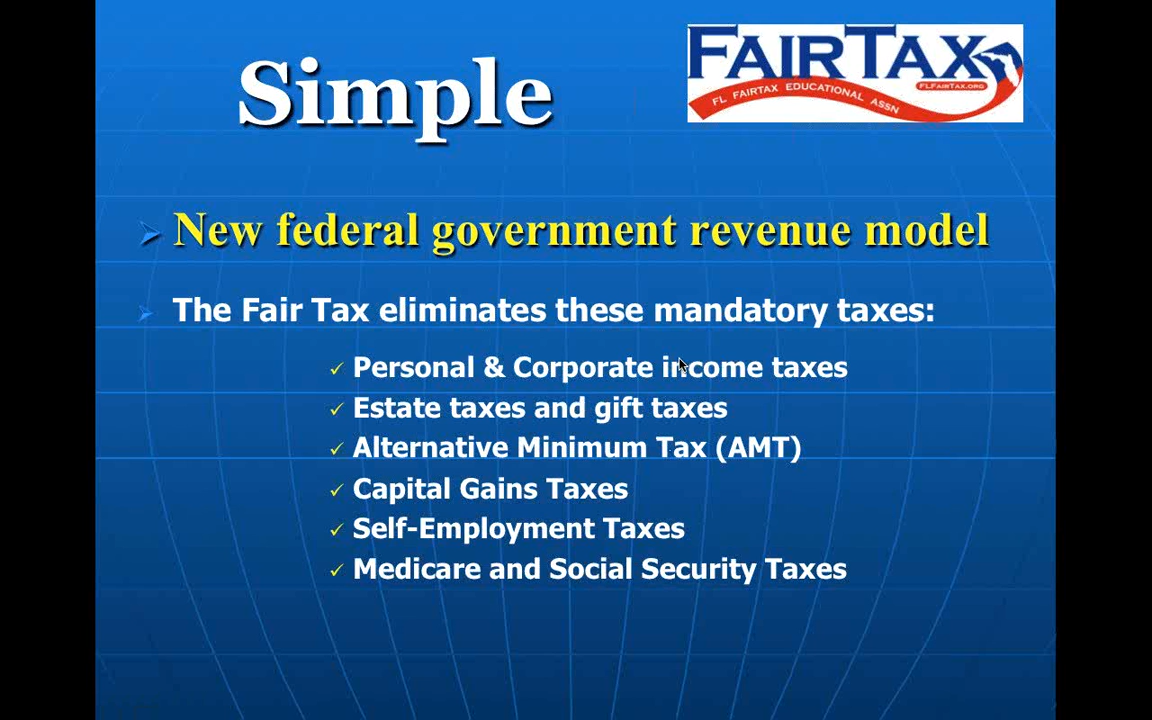 Simple
FAIRTAX
FLFAIRTAX.ORG
FL FAIRTAX EDUCATIONAL ASSN
New federal government revenue model
The Fair Tax eliminates these mandatory taxes:
Personal & Corporate income taxes
Estate taxes and gift taxes
Alternative Minimum Tax (AMT)
Capital Gains Taxes
Self-Employment Taxes
Medicare and Social Security Taxes